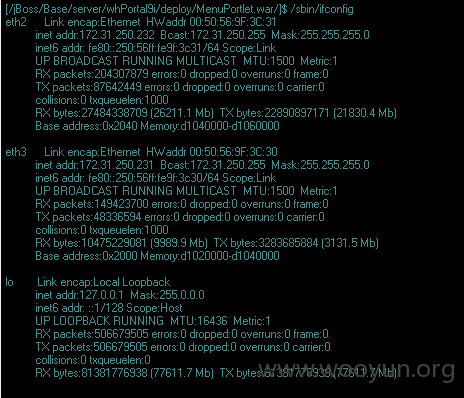 [/jBoss/Base/server/whPortal9i/deploy/MenuPortlet.war/]$ /sbin/ifconfig
eth2 Link encap:Ethernet HWaddr 00:50:56:9F:3C:31
inet addr:172.31.250.232 Bcast:172.31.250.255 Mask:255.255.255.0
inet6 addr: fe80::250:56ff:fe9f:3c31/64 Scope:Link
UP BROADCAST RUNNING MULTICAST MTU:1500 Metric:1
RX packets:204307879 errors:0 dropped:0 overruns:0 frame:0
TX packets:87642449 errors:0 dropped:0 overruns:0 carrier:0
collisions:0 txqueuelen:1000
RX bytes:27484338709 (26211.1 Mb) TX bytes:22890897171 (21830.4 Mb)
Base address:0x2040 Memory:d1040000-d1060000
eth3 Link encap:Ethernet HWaddr 00:50:56:9F:3C:30
inet addr:172.31.250.231 Bcast:172.31.250.255 Mask:255.255.255.0
inet6 addr: fe80::250:56ff:fe9f:3c30/64 Scope:Link
UP BROADCAST RUNNING MULTICAST MTU:1500 Metric:1
RX packets:149423700 errors:0 dropped:0 overruns:0 frame:0
TX packets:48336594 errors:0 dropped:0 overruns:0 carrier:0
collisions:0 txqueuelen:1000
RX bytes:10475229081 (9989.9 Mb) TX bytes:3283685884 (3131.5 Mb)
Base address:0x2000 Memory:d1020000-d1040000
lo Link encap:Local Loopback
inet addr:127.0.0.1 Mask:255.0.0.0
inet6 addr: ::1/128 Scope:Host
UP LOOPBACK RUNNING MTU:16436 Metric:1
RX packets:506679505 errors:0 dropped:0 overruns:0 frame:0
TX packets:506679505 errors:0 dropped:0 overruns:0 carrier:0
collisions:0 txqueuelen:0
RX bytes:81381776938 (77611.7 Mb) TX bytes:81381776938 (77611.7 Mb)
www.wooyun.org